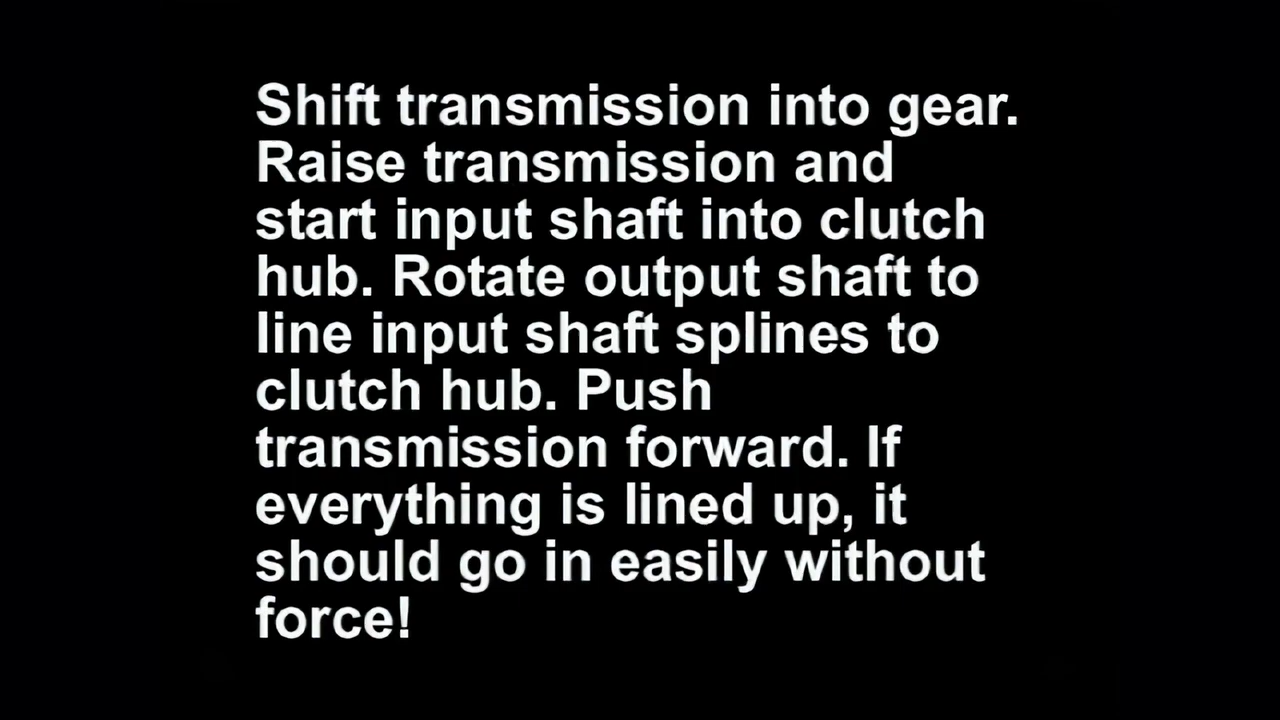 Shift transmission into gear.
Raise transmission and
start input shaft into clutch
hub. Rotate output shaft to
line input shaft splines to
clutch hub. Push
transmission forward. If
everything is lined up, it
should go in easily without
force!